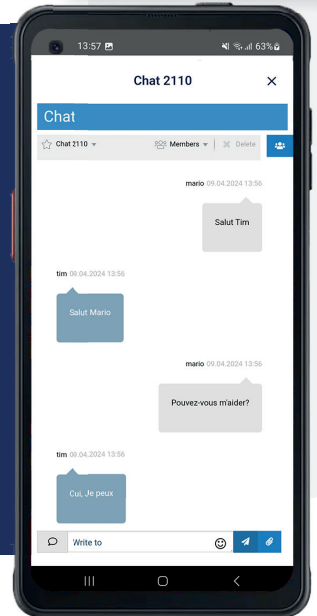 13:57 63%
Chat 2110
Chat
Chat 2110 Members Delete
mario 09.04.2024 13:56
Salut Tim
tim 09.04.2024 13:56
Salut Mario
mario 09.04.2024 13:56
Pouvez-vous m'aider?
tim 09.04.2024 13:56
Cui, Je peux
Write to